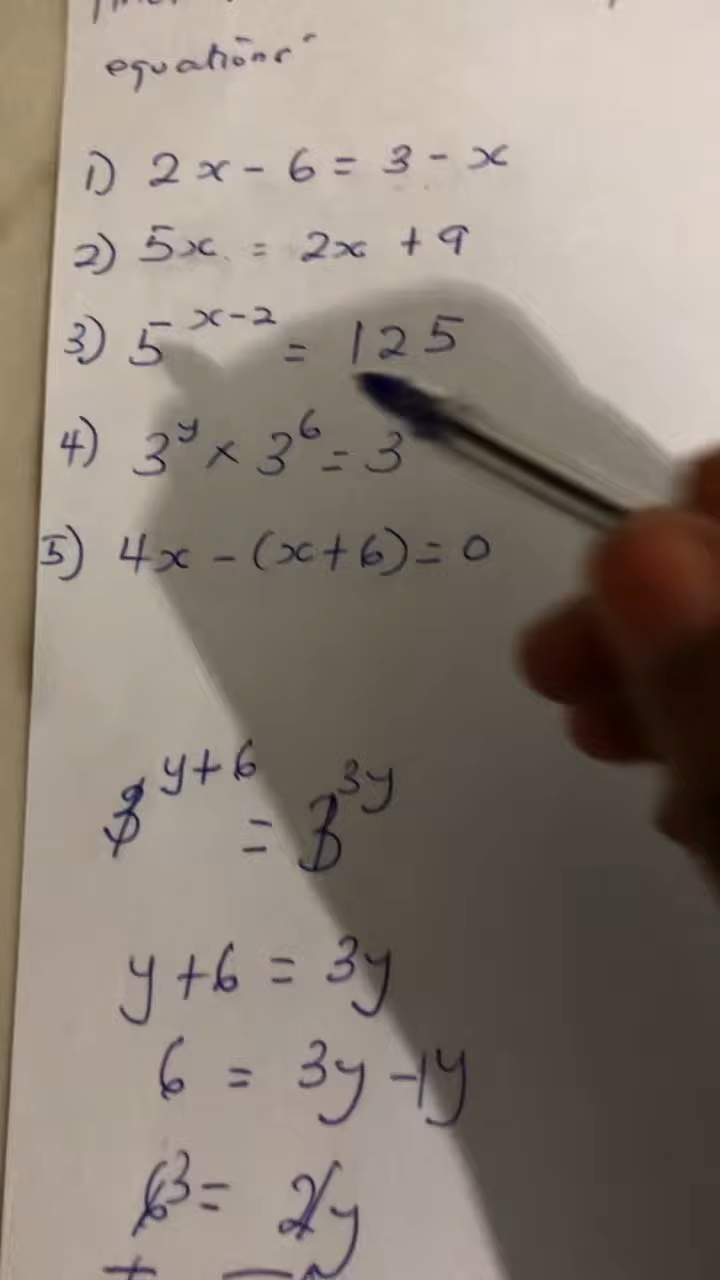 equations
1) 2x - 6 = 3 - x
2) 5x = 2x + 9
3) 5^{x-2} = 125
4) 3^y × 3^6 = 3
5) 4x - (x+6) = 0
3^{y+6} = 3^{3y}
y + 6 = 3y
6 = 3y - 1y
6 3 = 2y